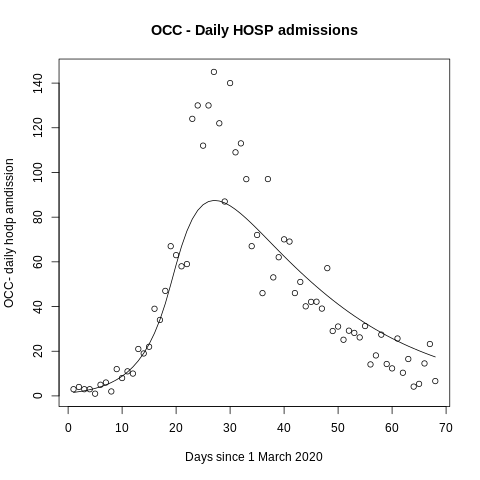 OCC - Daily HOSP admissions
OCC- daily hodp amdission
0 20 40 60 80 100 120 140
0 10 20 30 40 50 60 70
Days since 1 March 2020